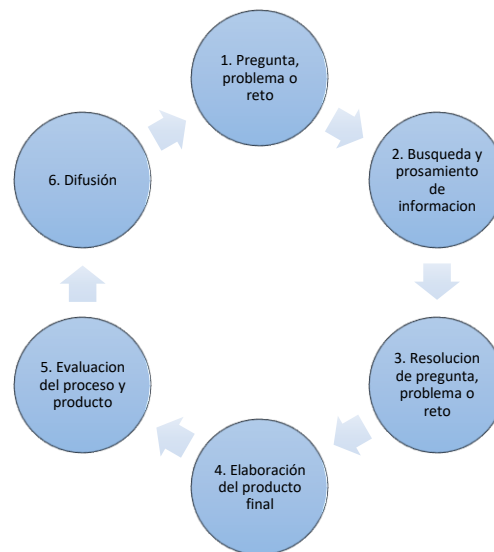 1. Pregunta,
problema o
reto
2. Busqueda y
prosamiento
de
informacion
3. Resolucion
de pregunta,
problema o
reto
4. Elaboración
del producto
final
5. Evaluacion
del proceso y
producto
6. Difusión